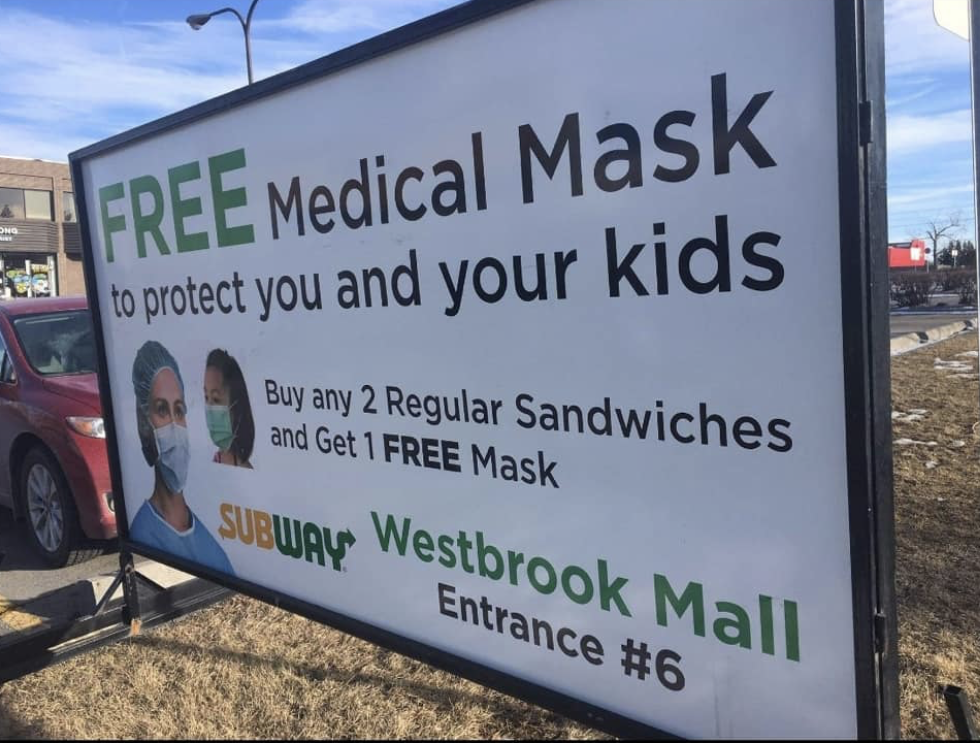 FREE Medical Mask
to protect you and your kids
Buy any 2 Regular Sandwiches
and Get 1 FREE Mask
SUBWAY
Westbrook Mall
Entrance #6